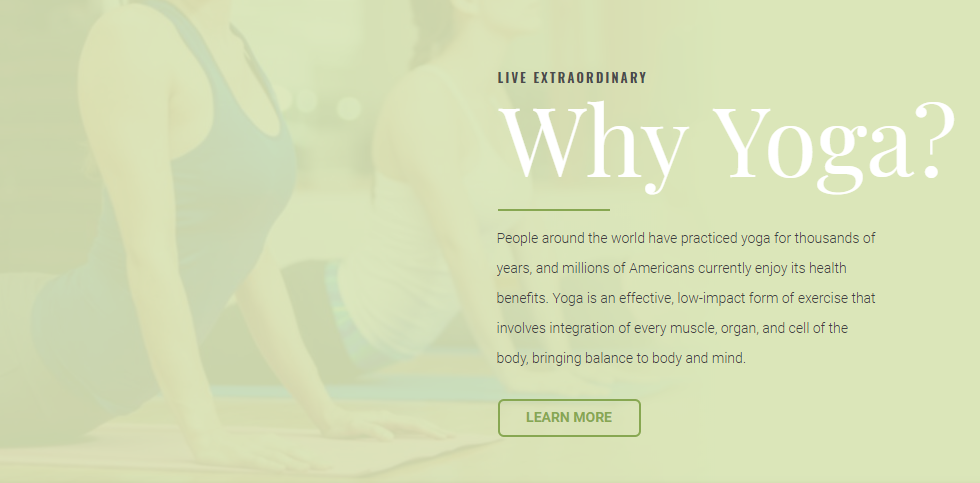 LIVE EXTRAORDINARY
Why Yoga?
People around the world have practiced yoga for thousands of
years, and millions of Americans currently enjoy its health
benefits. Yoga is an effective, low-impact form of exercise that
involves integration of every muscle, organ, and cell of the
body, bringing balance to body and mind.
LEARN MORE